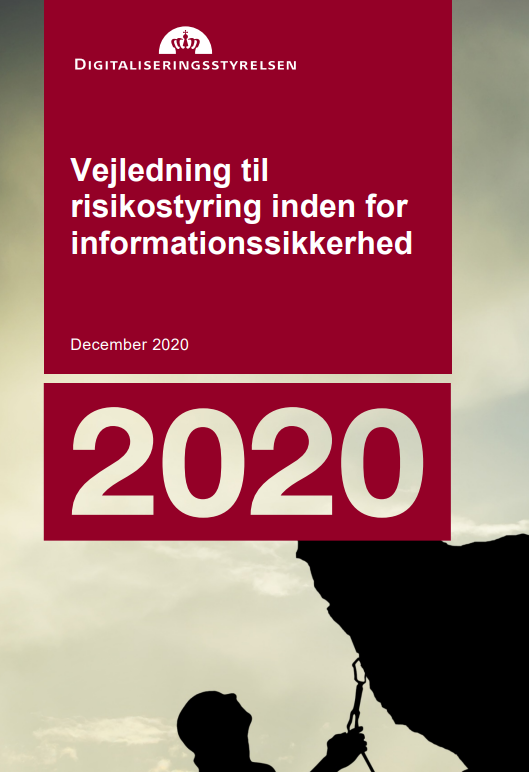 DIGITALISERINGSSTYRELSEN
Vejledning til
risikostyring inden for
informationssikkerhed
December 2020
2020